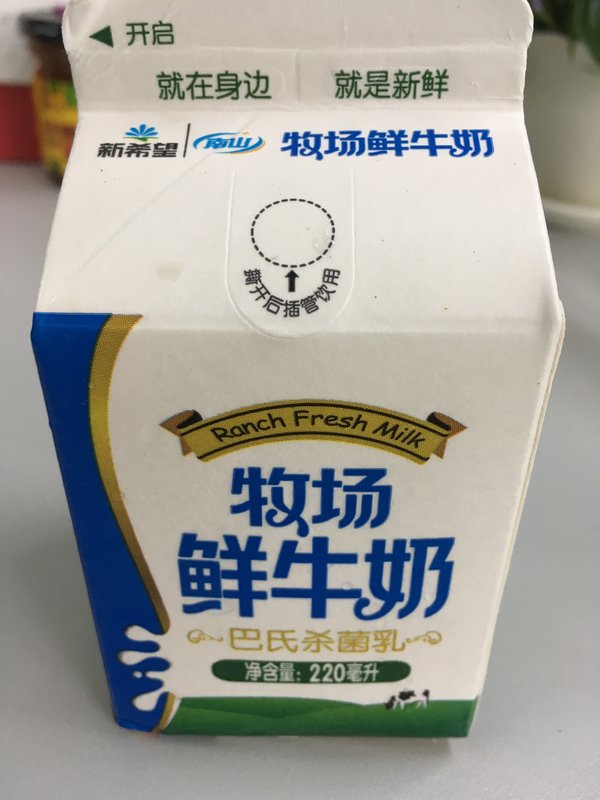 ◀ 开启
就在身边 就是新鲜
新希望 南山 牧场鲜牛奶
撕开后插管饮用
Ranch Fresh Milk
牧场
鲜牛奶
巴氏杀菌乳
净含量：220毫升